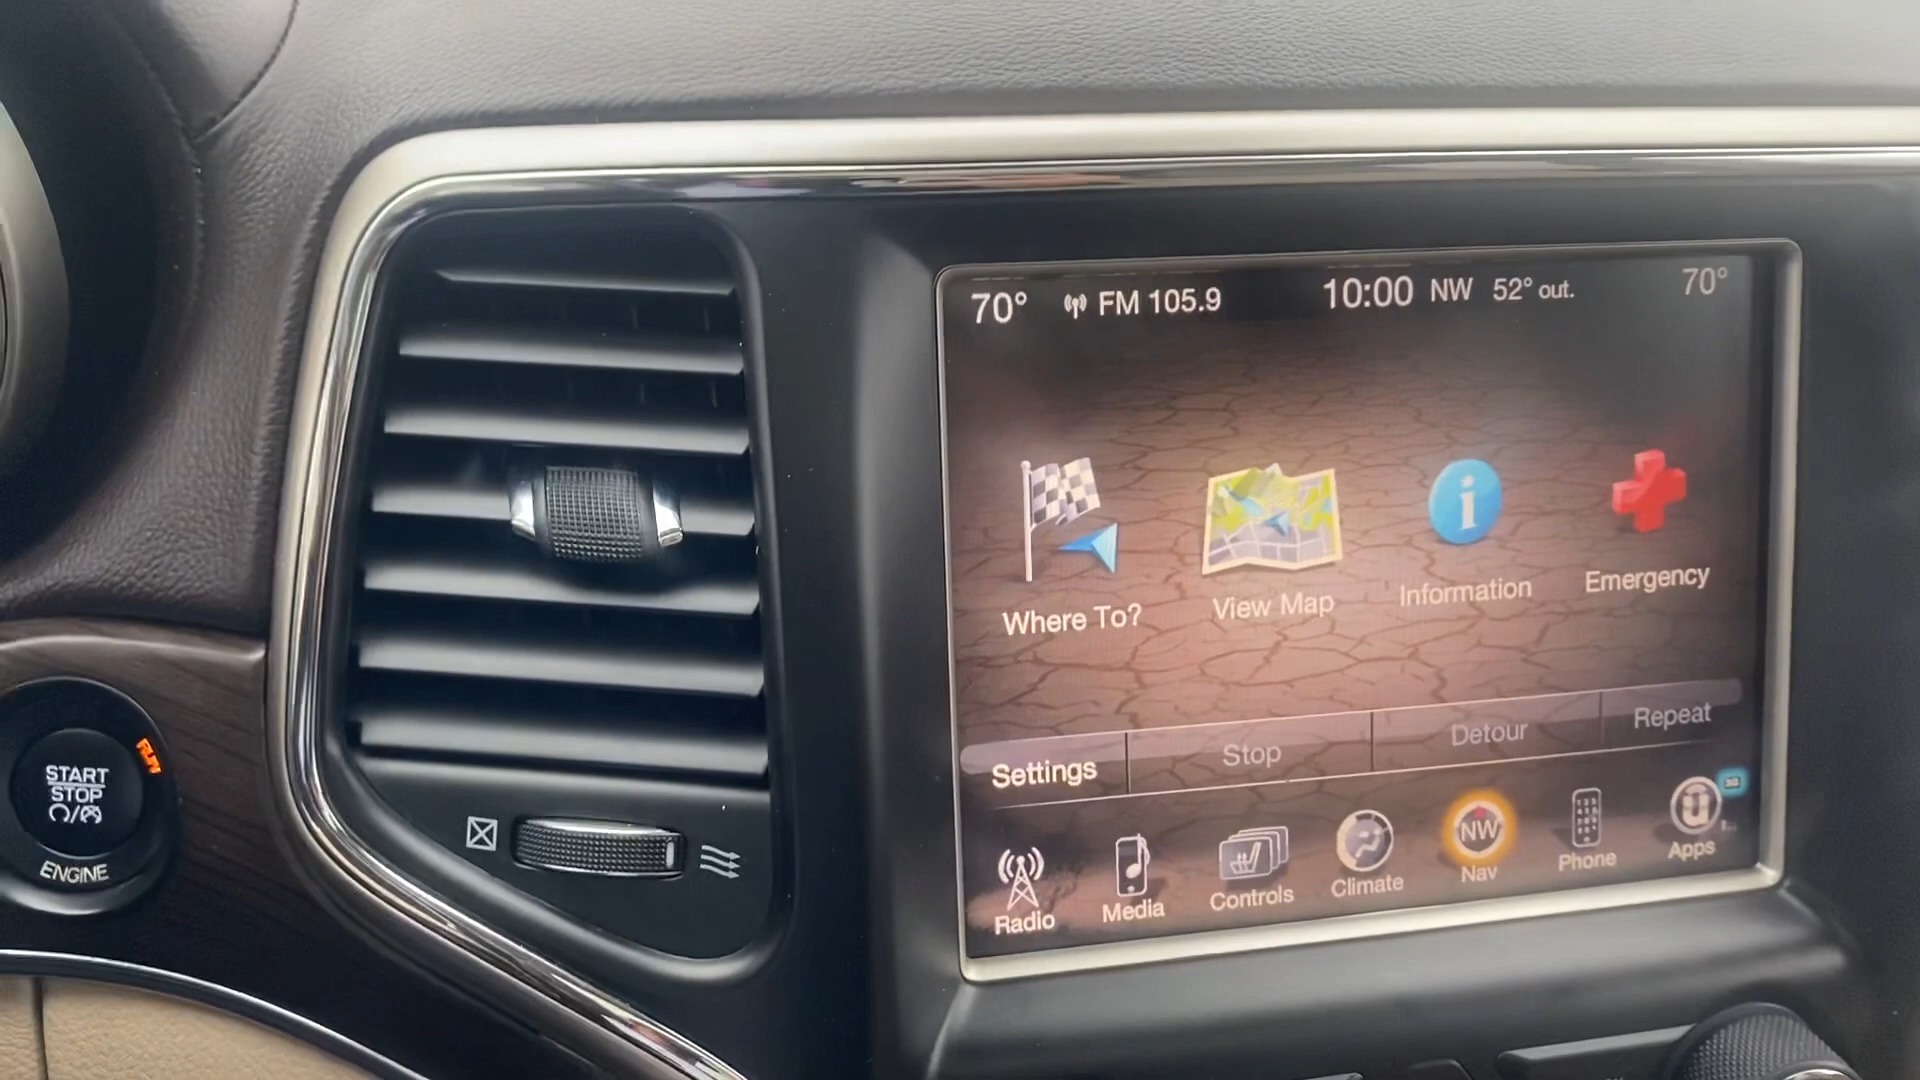 70° FM 105.9 10:00 NW 52° out. 70°
Where To? View Map Information Emergency
Settings Stop Detour Repeat
NW
Radio Media Controls Climate Nav Phone Apps
RUN
START
STOP
ENGINE